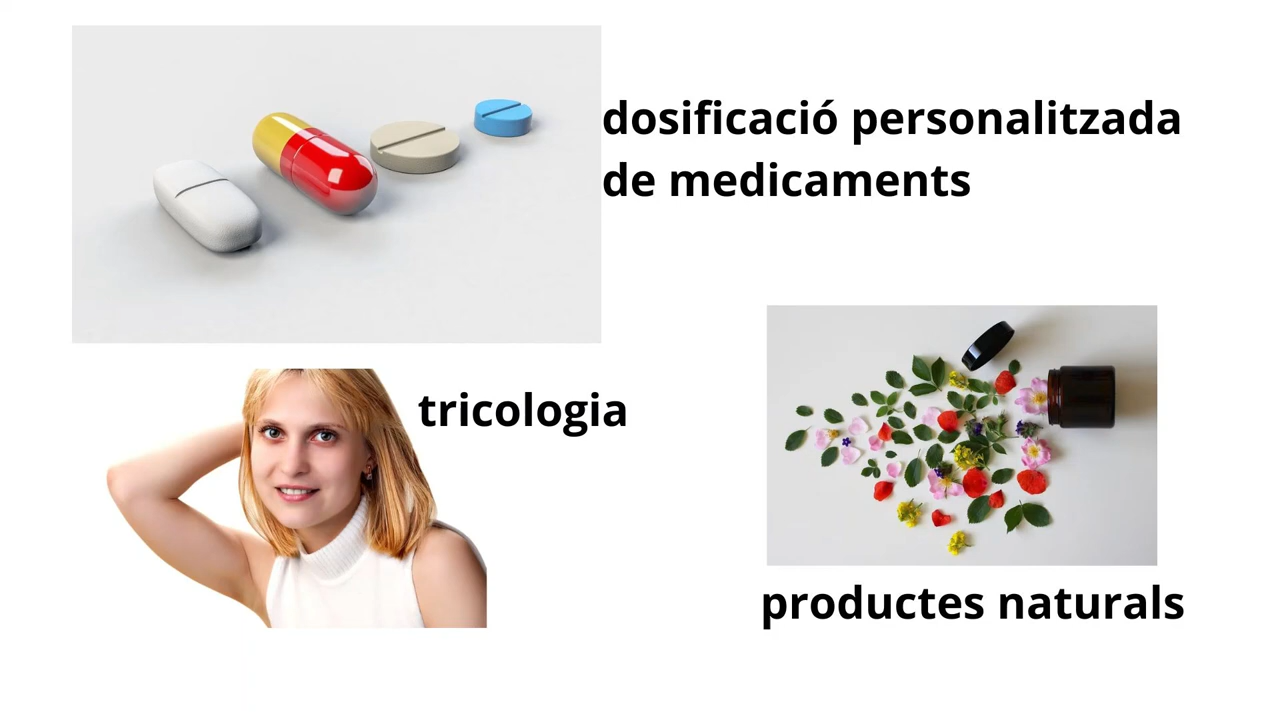 dosificació personalitzada
de medicaments
tricologia
productes naturals